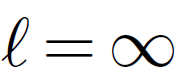 ℓ = ∞